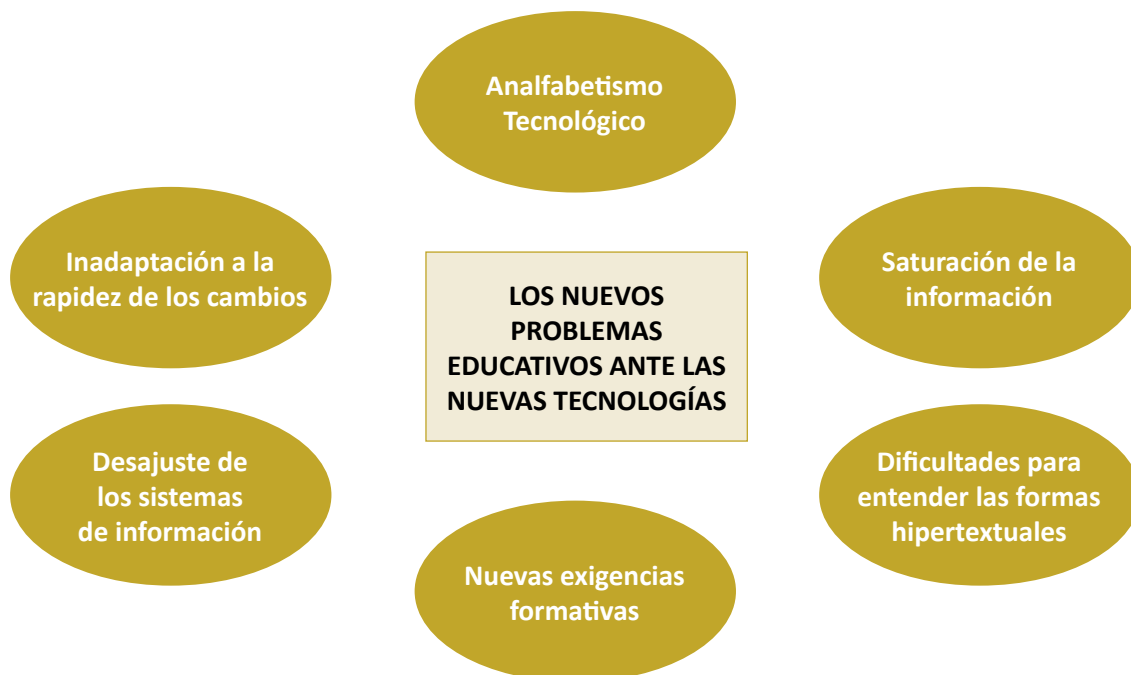 Analfabetismo
Tecnológico
Inadaptación a la
rapidez de los cambios
Saturación de la
información
LOS NUEVOS
PROBLEMAS
EDUCATIVOS ANTE LAS
NUEVAS TECNOLOGÍAS
Desajuste de
los sistemas
de información
Dificultades para
entender las formas
hipertextuales
Nuevas exigencias
formativas